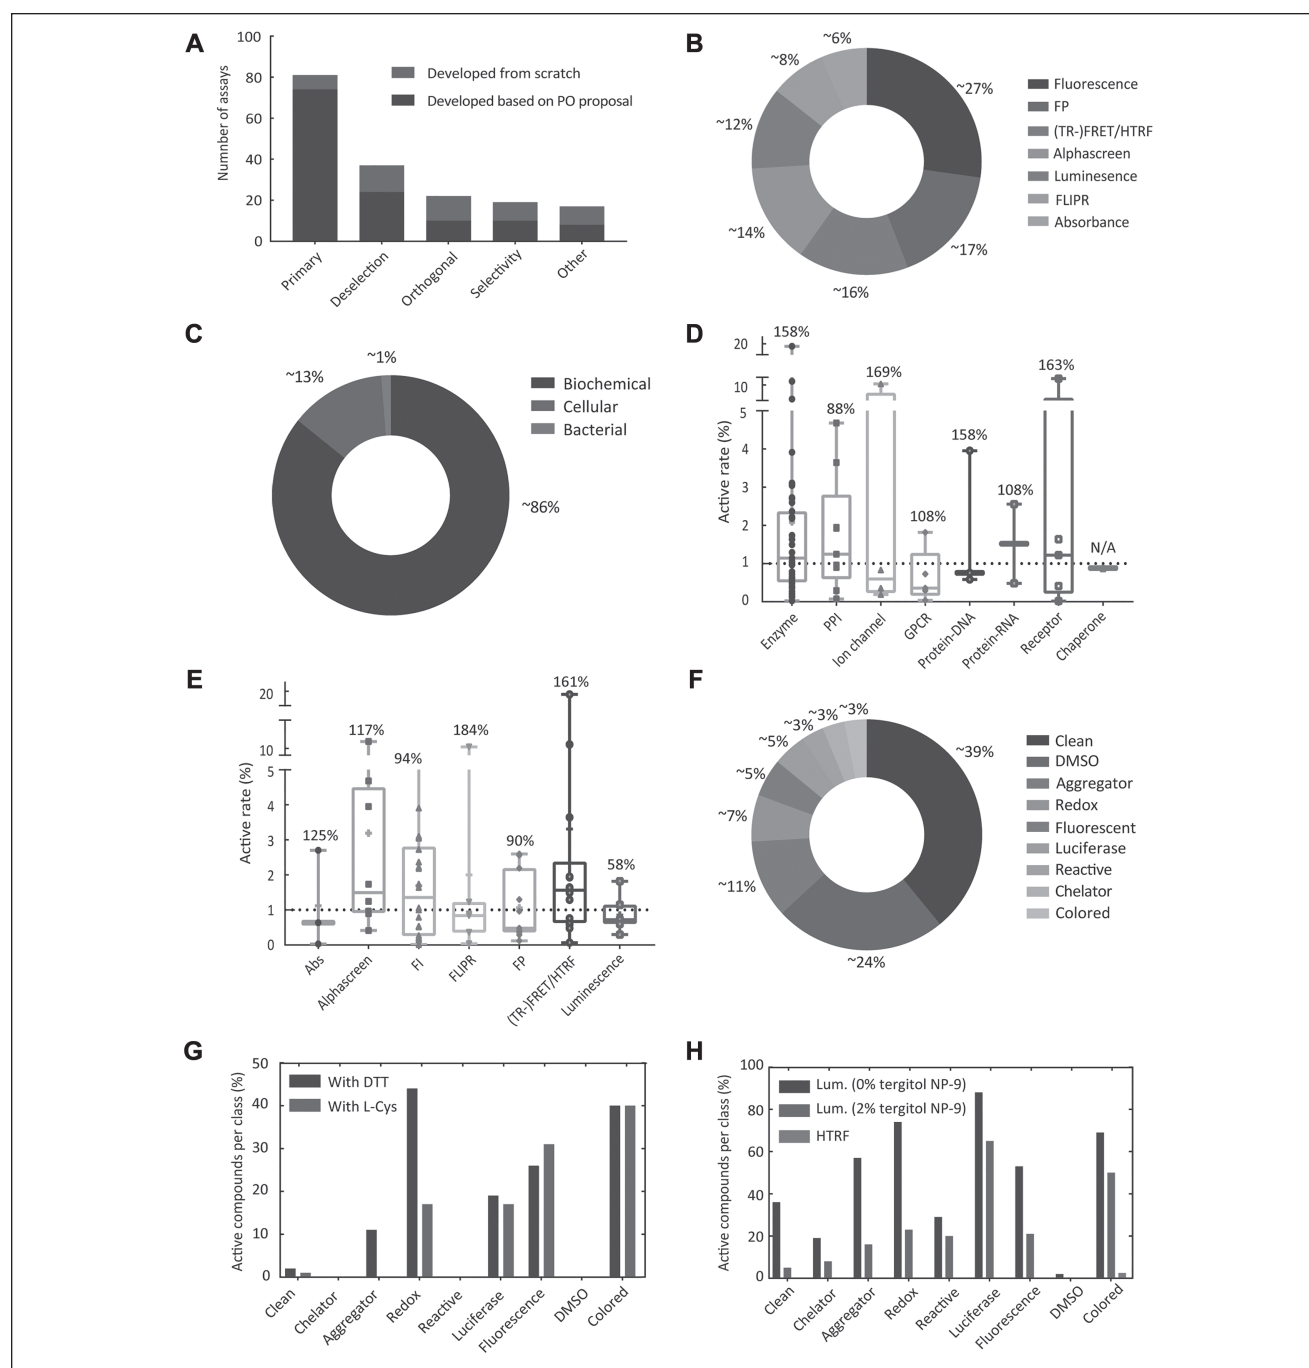 A
Numnber of assays
100
80
60
40
20
0
Developed from scratch
Developed based on PO proposal
Primary
Deselection
Orthogonal
Selectivity
Other
B
~27%
~17%
~16%
~14%
~12%
~8%
~6%
Fluorescence
FP
(TR-)FRET/HTRF
Alphascreen
Luminesence
FLIPR
Absorbance
C
~1%
~13%
~86%
Biochemical
Cellular
Bacterial
D
Active rate (%)
20
10
5
4
3
2
1
0
158%
88%
169%
108%
158%
108%
163%
N/A
Enzyme
PPI
Ion channel
GPCR
Protein-DNA
Protein-RNA
Receptor
Chaperone
E
Active rate (%)
20
10
5
4
3
2
1
0
125%
117%
94%
184%
90%
161%
58%
Abs
Alphascreen
FI
FLIPR
FP
(TR-)FRET/HTRF
Luminescence
F
~39%
~24%
~11%
~7%
~5%
~5%
~3%
~3%
~3%
Clean
DMSO
Aggregator
Redox
Fluorescent
Luciferase
Reactive
Chelator
Colored
G
Active compounds per class (%)
50
40
30
20
10
0
With DTT
With L-Cys
Clean
Chelator
Aggregator
Redox
Reactive
Luciferase
Fluorescence
DMSO
Colored
H
Active compounds per class (%)
100
80
60
40
20
0
Lum. (0% tergitol NP-9)
Lum. (2% tergitol NP-9)
HTRF
Clean
Chelator
Aggregator
Redox
Reactive
Luciferase
Fluorescence
DMSO
Colored